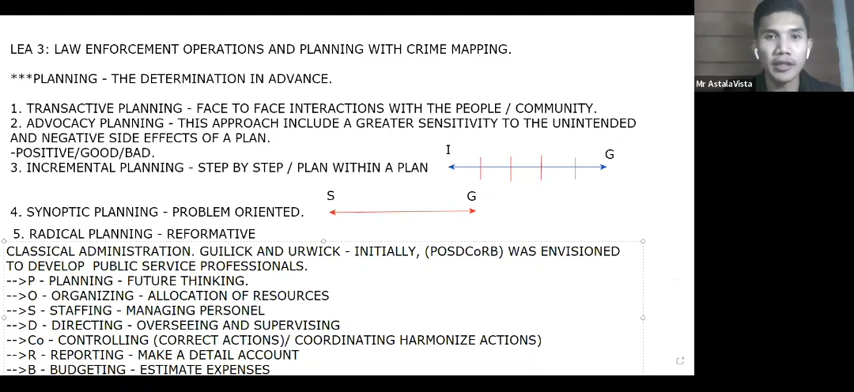 LEA 3: LAW ENFORCEMENT OPERATIONS AND PLANNING WITH CRIME MAPPING.
***PLANNING - THE DETERMINATION IN ADVANCE.
1. TRANSACTIVE PLANNING - FACE TO FACE INTERACTIONS WITH THE PEOPLE / COMMUNITY.
2. ADVOCACY PLANNING - THIS APPROACH INCLUDE A GREATER SENSITIVITY TO THE UNINTENDED
AND NEGATIVE SIDE EFFECTS OF A PLAN.
-POSITIVE/GOOD/BAD.
3. INCREMENTAL PLANNING - STEP BY STEP / PLAN WITHIN A PLAN
I G
S G
4. SYNOPTIC PLANNING - PROBLEM ORIENTED.
5. RADICAL PLANNING - REFORMATIVE
CLASSICAL ADMINISTRATION. GUILICK AND URWICK - INITIALLY, (POSDCoRB) WAS ENVISIONED
TO DEVELOP PUBLIC SERVICE PROFESSIONALS.
-->P - PLANNING - FUTURE THINKING.
-->O - ORGANIZING - ALLOCATION OF RESOURCES
-->S - STAFFING - MANAGING PERSONEL
-->D - DIRECTING - OVERSEEING AND SUPERVISING
-->Co - CONTROLLING (CORRECT ACTIONS)/ COORDINATING HARMONIZE ACTIONS)
-->R - REPORTING - MAKE A DETAIL ACCOUNT
-->B - BUDGETING - ESTIMATE EXPENSES
Mr AstalaVista